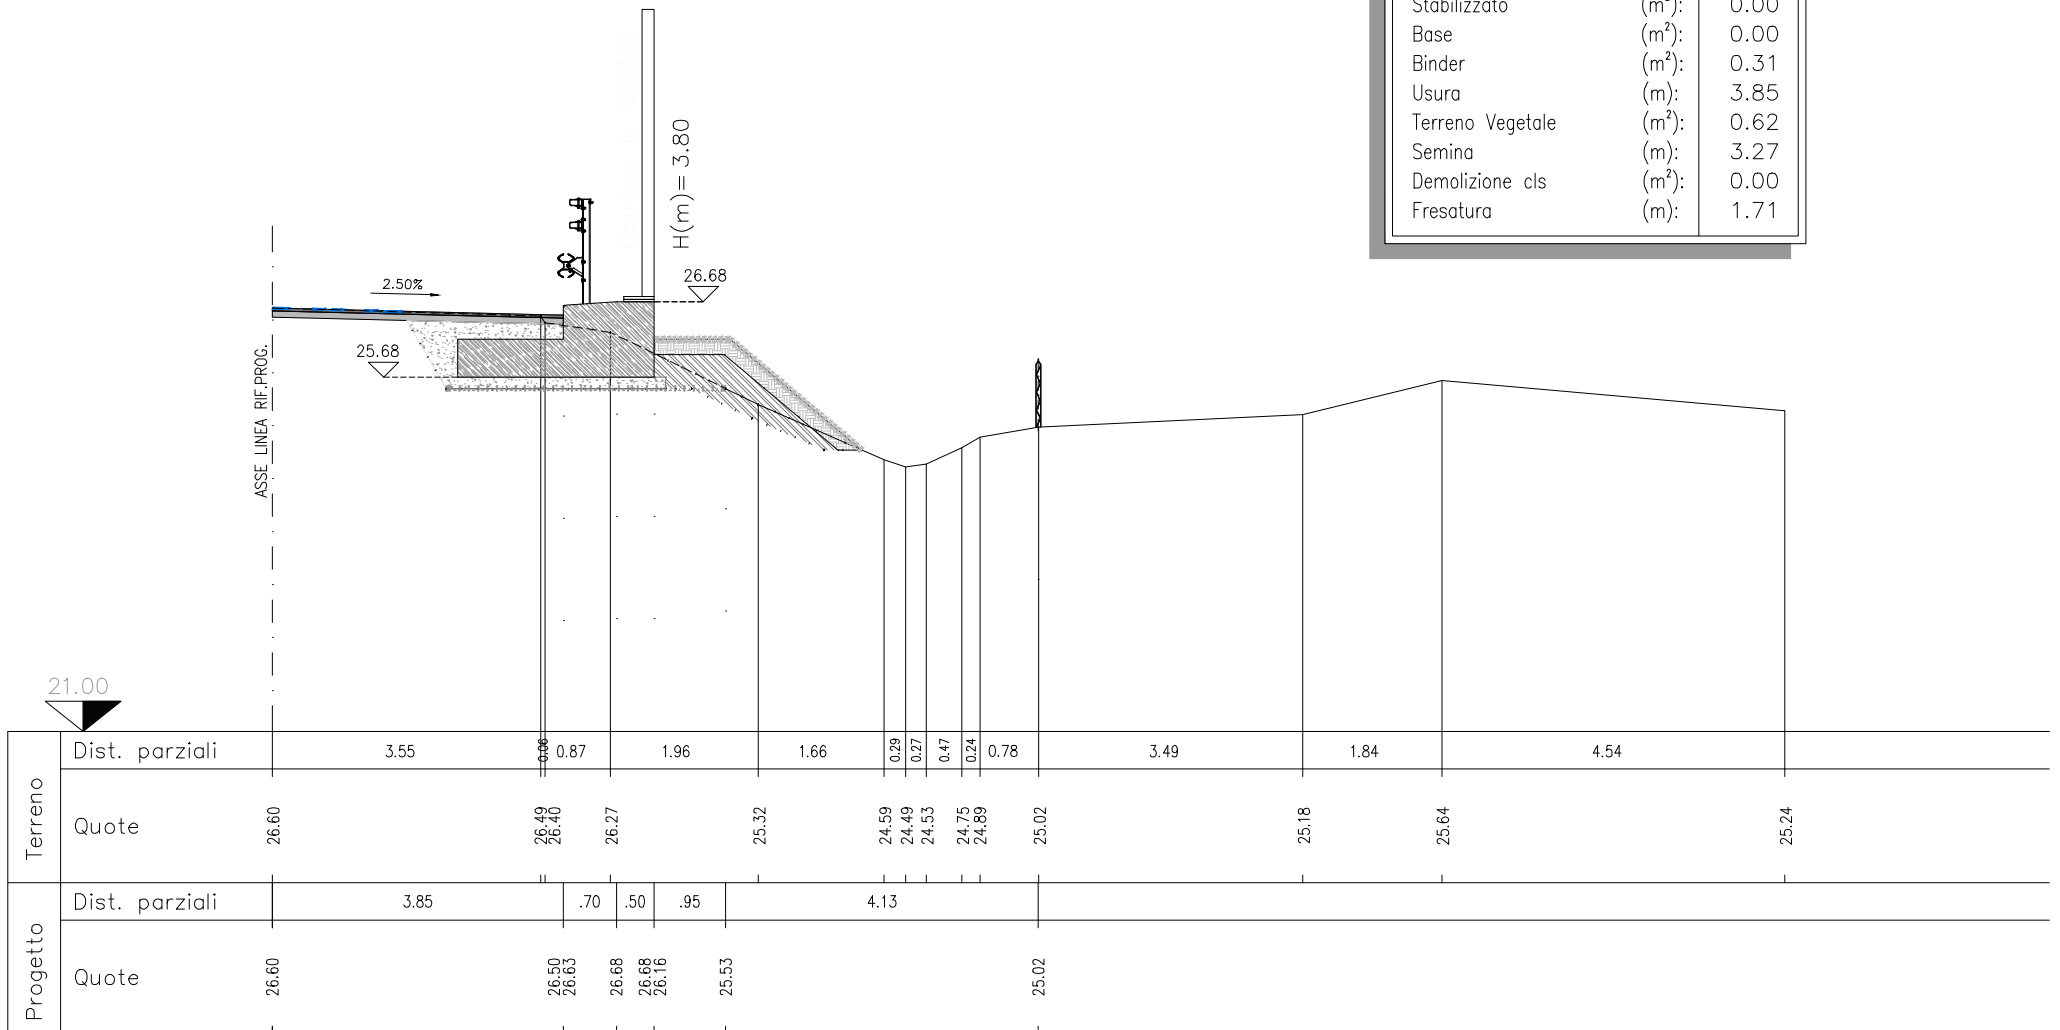 Stabilizzato (m²): 0.00
Base (m²): 0.00
Binder (m²): 0.31
Usura (m): 3.85
Terreno Vegetale (m²): 0.62
Semina (m): 3.27
Demolizione cls (m²): 0.00
Fresatura (m): 1.71
H(m)= 3.80
26.68
2.50%
25.68
ASSE LINEA RIF.PROG.
21.00
Terreno
Dist. parziali 3.55 0.06 0.87 1.96 1.66 0.29 0.27 0.47 0.24 0.78 3.49 1.84 4.54
Quote 26.60 26.49 26.40 26.27 25.32 24.59 24.49 24.53 24.75 24.89 25.02 25.18 25.64 25.24
Progetto
Dist. parziali 3.85 .70 .50 .95 4.13
Quote 26.60 26.50 26.63 26.68 26.68 26.16 25.53 25.02